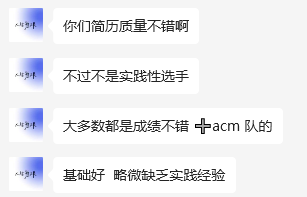 你们简历质量不错啊
不过不是实践性选手
大多数都是成绩不错 ➕acm 队的
基础好  略微缺乏实践经验